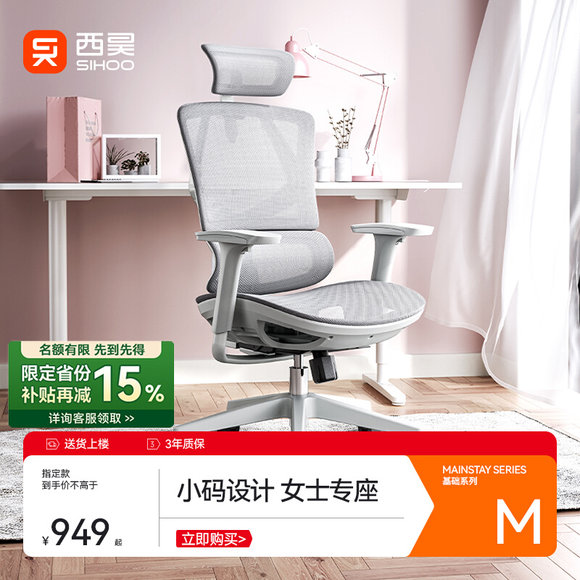 西昊
SIHOO
名额有限 先到先得
限定省份
补贴再减
15%
详询客服领取 >>
送货上楼
3年质保
指定款
到手价不高于
¥949起
小码设计 女士专座
立即购买>
MAINSTAY SERIES
基础系列
M